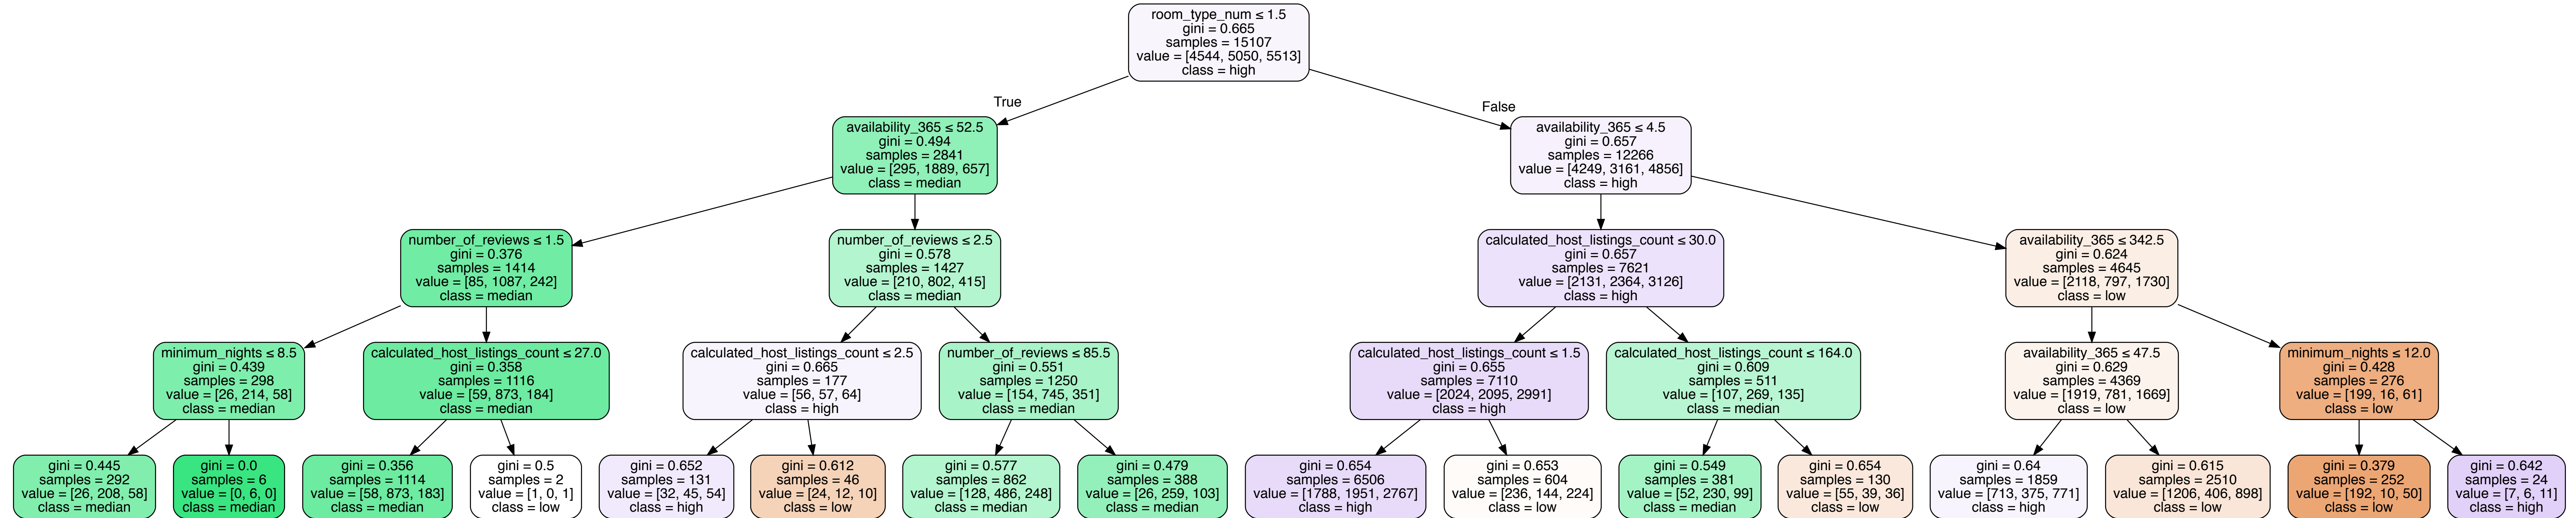 room_type_num ≤ 1.5
gini = 0.665
samples = 15107
value = [4544, 5050, 5513]
class = high
True
False
availability_365 ≤ 52.5
gini = 0.494
samples = 2841
value = [295, 1889, 657]
class = median
availability_365 ≤ 4.5
gini = 0.657
samples = 12266
value = [4249, 3161, 4856]
class = high
number_of_reviews ≤ 1.5
gini = 0.376
samples = 1414
value = [85, 1087, 242]
class = median
number_of_reviews ≤ 2.5
gini = 0.578
samples = 1427
value = [210, 802, 415]
class = median
calculated_host_listings_count ≤ 30.0
gini = 0.657
samples = 7621
value = [2131, 2364, 3126]
class = high
availability_365 ≤ 342.5
gini = 0.624
samples = 4645
value = [2118, 797, 1730]
class = low
minimum_nights ≤ 8.5
gini = 0.439
samples = 298
value = [26, 214, 58]
class = median
calculated_host_listings_count ≤ 27.0
gini = 0.358
samples = 1116
value = [59, 873, 184]
class = median
calculated_host_listings_count ≤ 2.5
gini = 0.665
samples = 177
value = [56, 57, 64]
class = high
number_of_reviews ≤ 85.5
gini = 0.551
samples = 1250
value = [154, 745, 351]
class = median
calculated_host_listings_count ≤ 1.5
gini = 0.655
samples = 7110
value = [2024, 2095, 2991]
class = high
calculated_host_listings_count ≤ 164.0
gini = 0.609
samples = 511
value = [107, 269, 135]
class = median
availability_365 ≤ 47.5
gini = 0.629
samples = 4369
value = [1919, 781, 1669]
class = low
minimum_nights ≤ 12.0
gini = 0.428
samples = 276
value = [199, 16, 61]
class = low
gini = 0.445
samples = 292
value = [26, 208, 58]
class = median
gini = 0.0
samples = 6
value = [0, 6, 0]
class = median
gini = 0.356
samples = 1114
value = [58, 873, 183]
class = median
gini = 0.5
samples = 2
value = [1, 0, 1]
class = low
gini = 0.652
samples = 131
value = [32, 45, 54]
class = high
gini = 0.612
samples = 46
value = [24, 12, 10]
class = low
gini = 0.577
samples = 862
value = [128, 486, 248]
class = median
gini = 0.479
samples = 388
value = [26, 259, 103]
class = median
gini = 0.654
samples = 6506
value = [1788, 1951, 2767]
class = high
gini = 0.653
samples = 604
value = [236, 144, 224]
class = low
gini = 0.549
samples = 381
value = [52, 230, 99]
class = median
gini = 0.654
samples = 130
value = [55, 39, 36]
class = low
gini = 0.64
samples = 1859
value = [713, 375, 771]
class = high
gini = 0.615
samples = 2510
value = [1206, 406, 898]
class = low
gini = 0.379
samples = 252
value = [192, 10, 50]
class = low
gini = 0.642
samples = 24
value = [7, 6, 11]
class = high